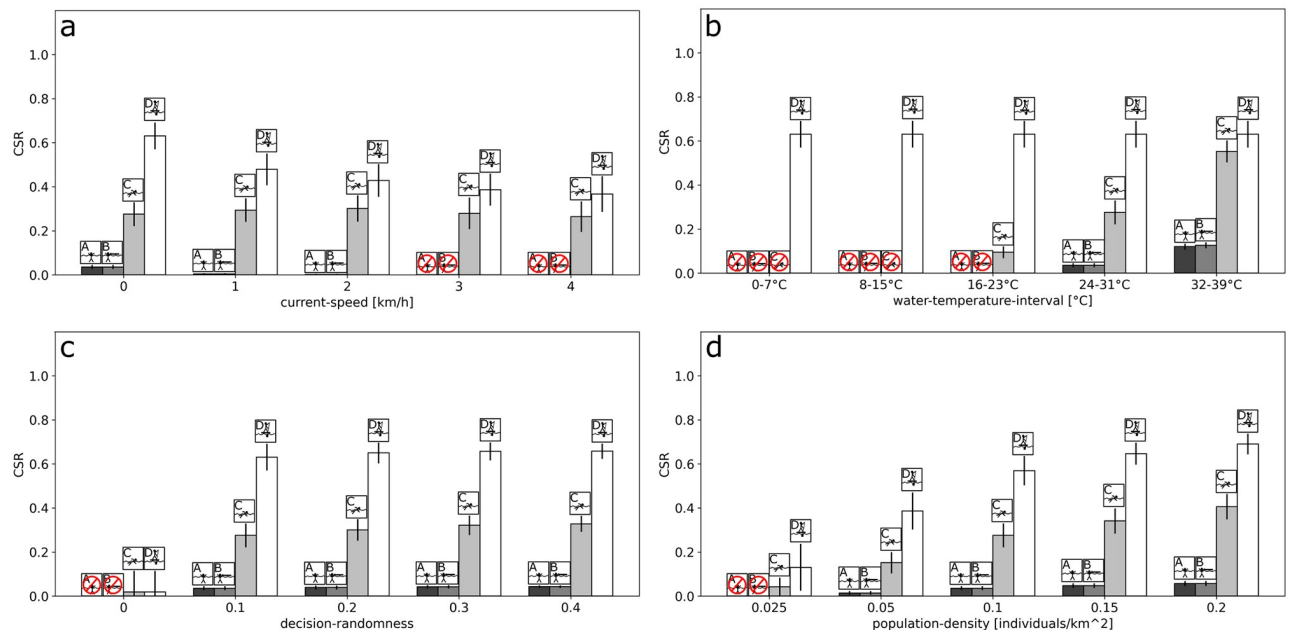 a
CSR
1.0
0.8
0.6
0.4
0.2
0.0
A B C D
A B C D
A B C D
A B C D
A B C D
0 1 2 3 4
current-speed [km/h]
b
CSR
1.0
0.8
0.6
0.4
0.2
0.0
A B C D
A B C D
A B C D
A B C D
A B C D
0-7°C 8-15°C 16-23°C 24-31°C 32-39°C
water-temperature-interval [°C]
c
CSR
1.0
0.8
0.6
0.4
0.2
0.0
A B C D
A B C D
A B C D
A B C D
A B C D
0 0.1 0.2 0.3 0.4
decision-randomness
d
CSR
1.0
0.8
0.6
0.4
0.2
0.0
A B C D
A B C D
A B C D
A B C D
A B C D
0.025 0.05 0.1 0.15 0.2
population-density [individuals/km^2]